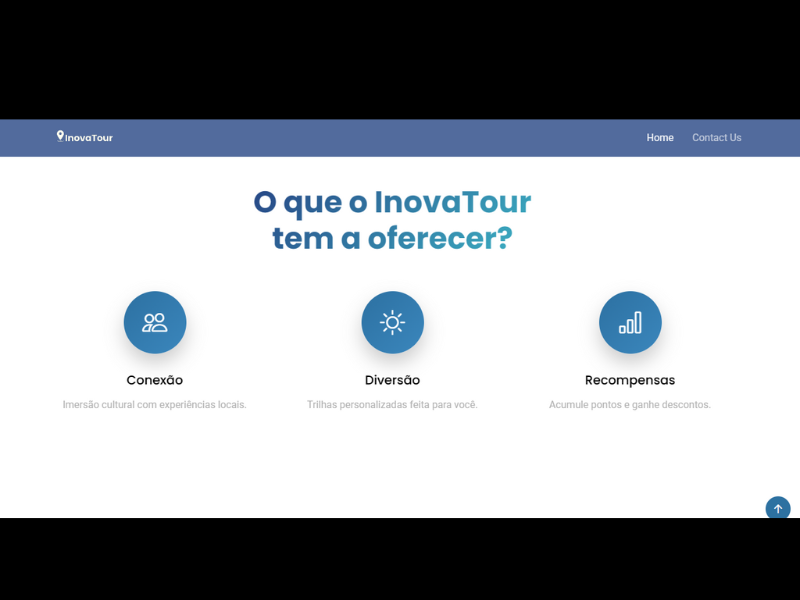 InovaTour
Home
Contact Us
O que o InovaTour
tem a oferecer?
Conexão
Diversão
Recompensas
Imersão cultural com experiências locais.
Trilhas personalizadas feita para você.
Acumule pontos e ganhe descontos.